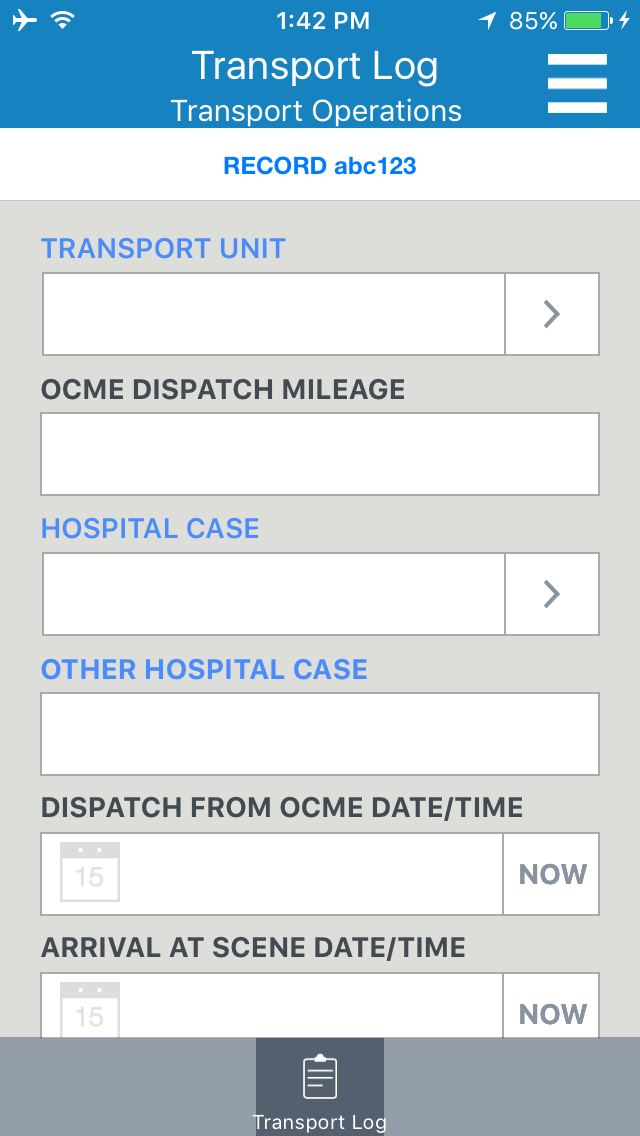 1:42 PM
85%
Transport Log
Transport Operations
RECORD abc123
TRANSPORT UNIT
OCME DISPATCH MILEAGE
HOSPITAL CASE
OTHER HOSPITAL CASE
DISPATCH FROM OCME DATE/TIME
15
NOW
ARRIVAL AT SCENE DATE/TIME
15
NOW
Transport Log